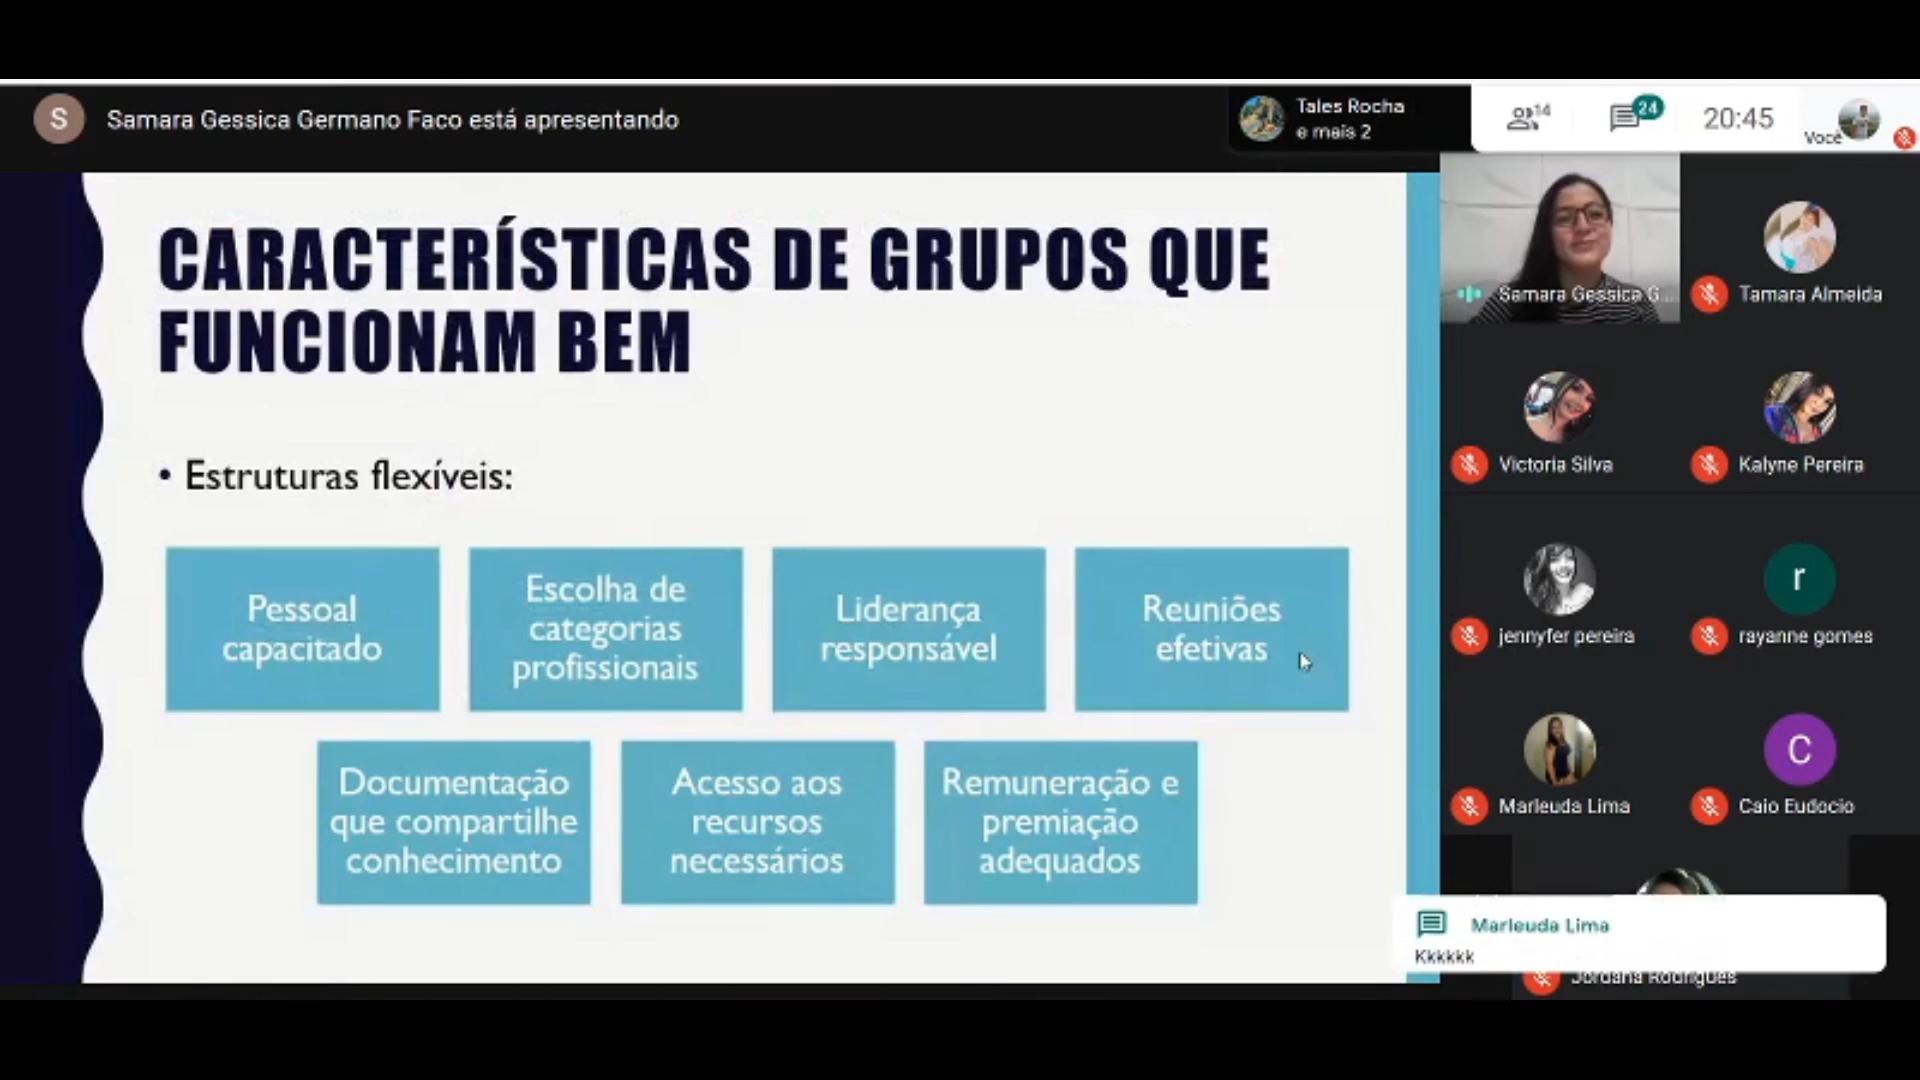 S
Samara Gessica Germano Faco está apresentando
Tales Rocha
e mais 2
14
24
20:45
Você
CARACTERÍSTICAS DE GRUPOS QUE
FUNCIONAM BEM
• Estruturas flexíveis:
Pessoal
capacitado
Escolha de
categorias
profissionais
Liderança
responsável
Reuniões
efetivas
Documentação
que compartilhe
conhecimento
Acesso aos
recursos
necessários
Remuneração e
premiação
adequados
Samara Gessica G...
Tamara Almeida
Victoria Silva
Kalyne Pereira
jennyfer pereira
r
rayanne gomes
Marleuda Lima
C
Caio Eudocio
Marleuda Lima
Kkkkkk
Jordana Rodrigues